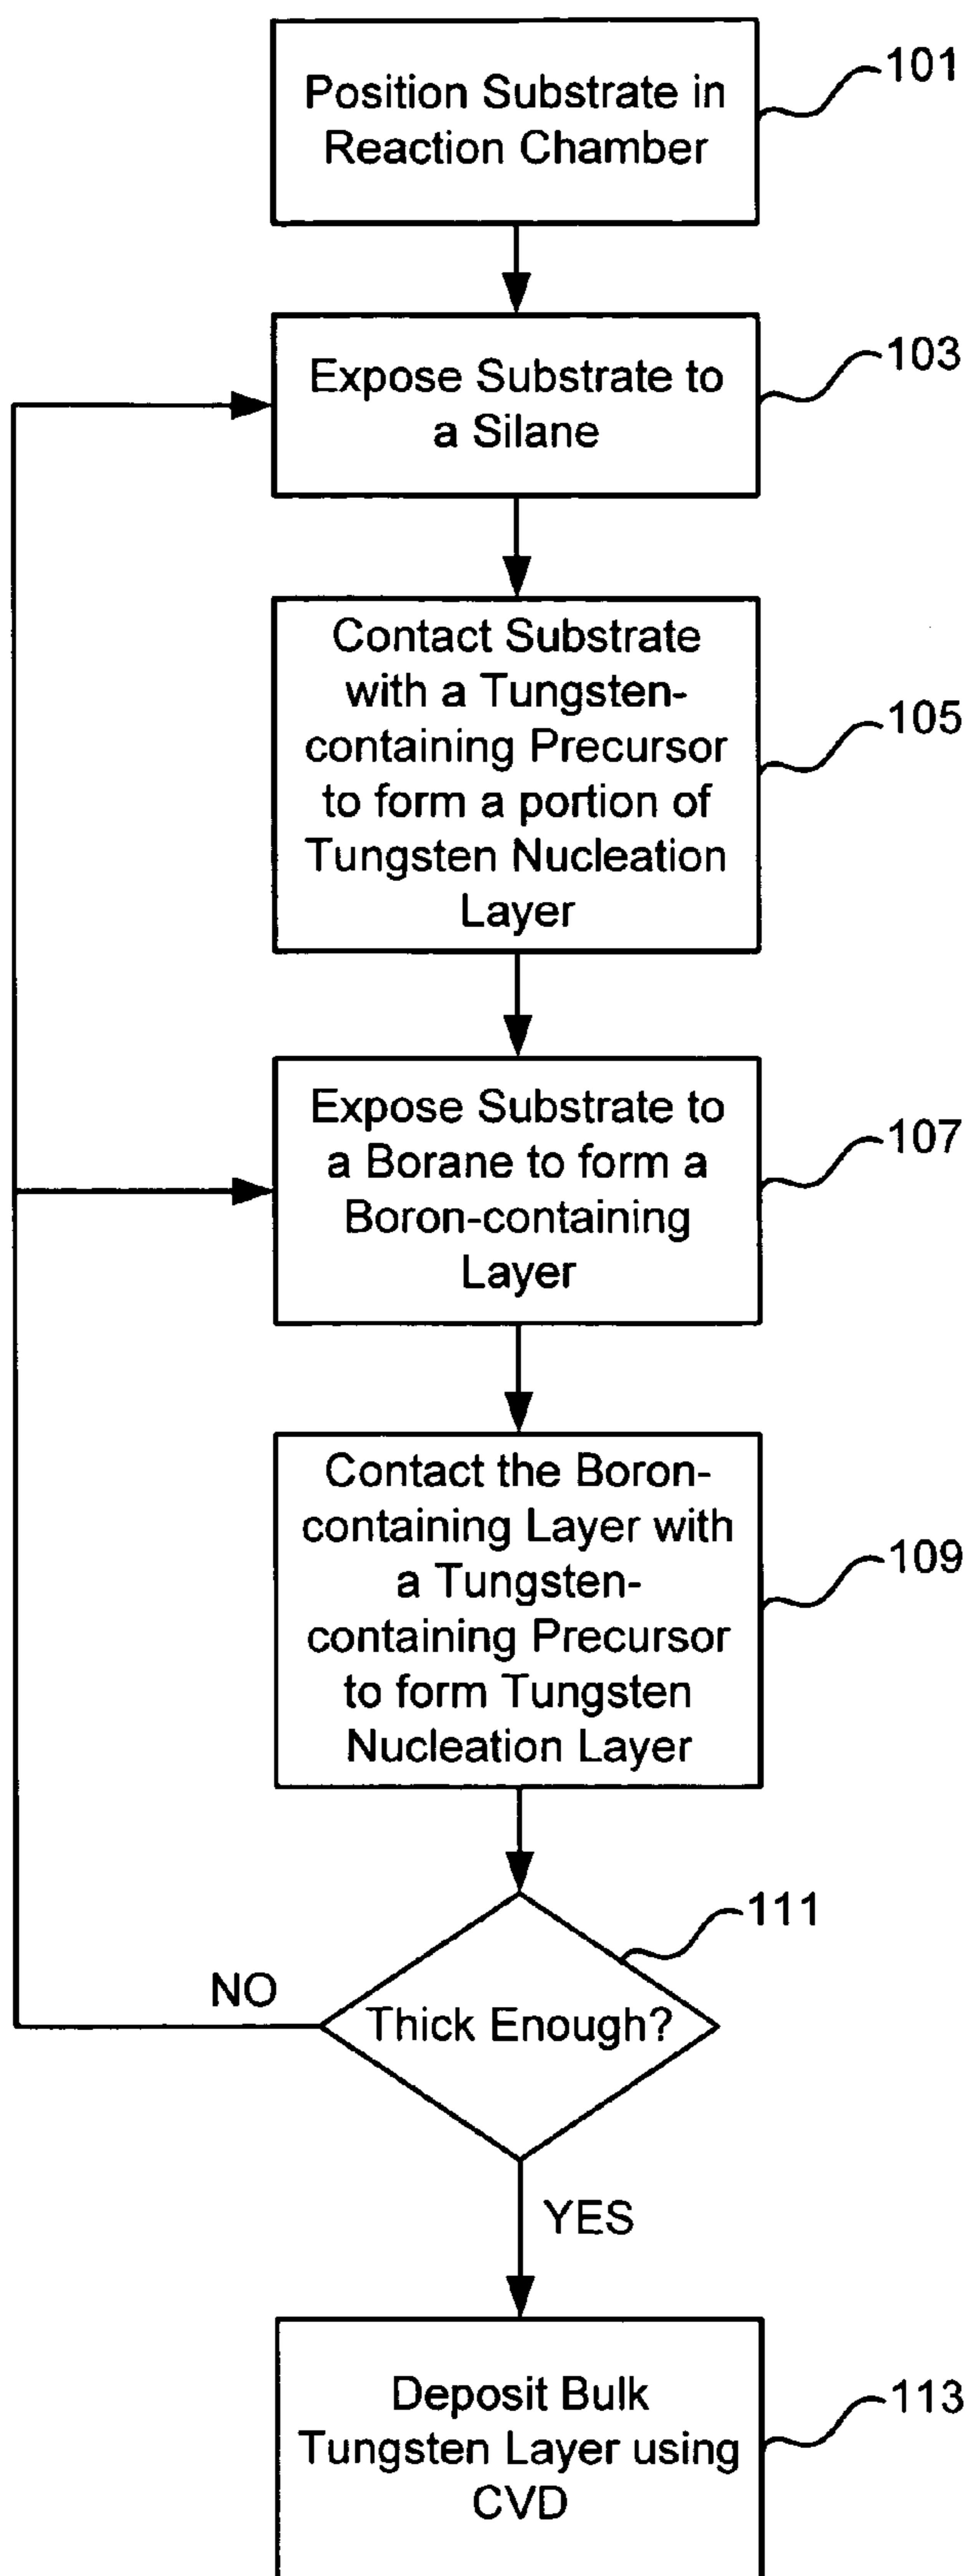 Position Substrate in
Reaction Chamber
101
Expose Substrate to
a Silane
103
Contact Substrate
with a Tungsten-
containing Precursor
to form a portion of
Tungsten Nucleation
Layer
105
Expose Substrate to
a Borane to form a
Boron-containing
Layer
107
Contact the Boron-
containing Layer with
a Tungsten-
containing Precursor
to form Tungsten
Nucleation Layer
109
111
NO
Thick Enough?
YES
Deposit Bulk
Tungsten Layer using
CVD
113